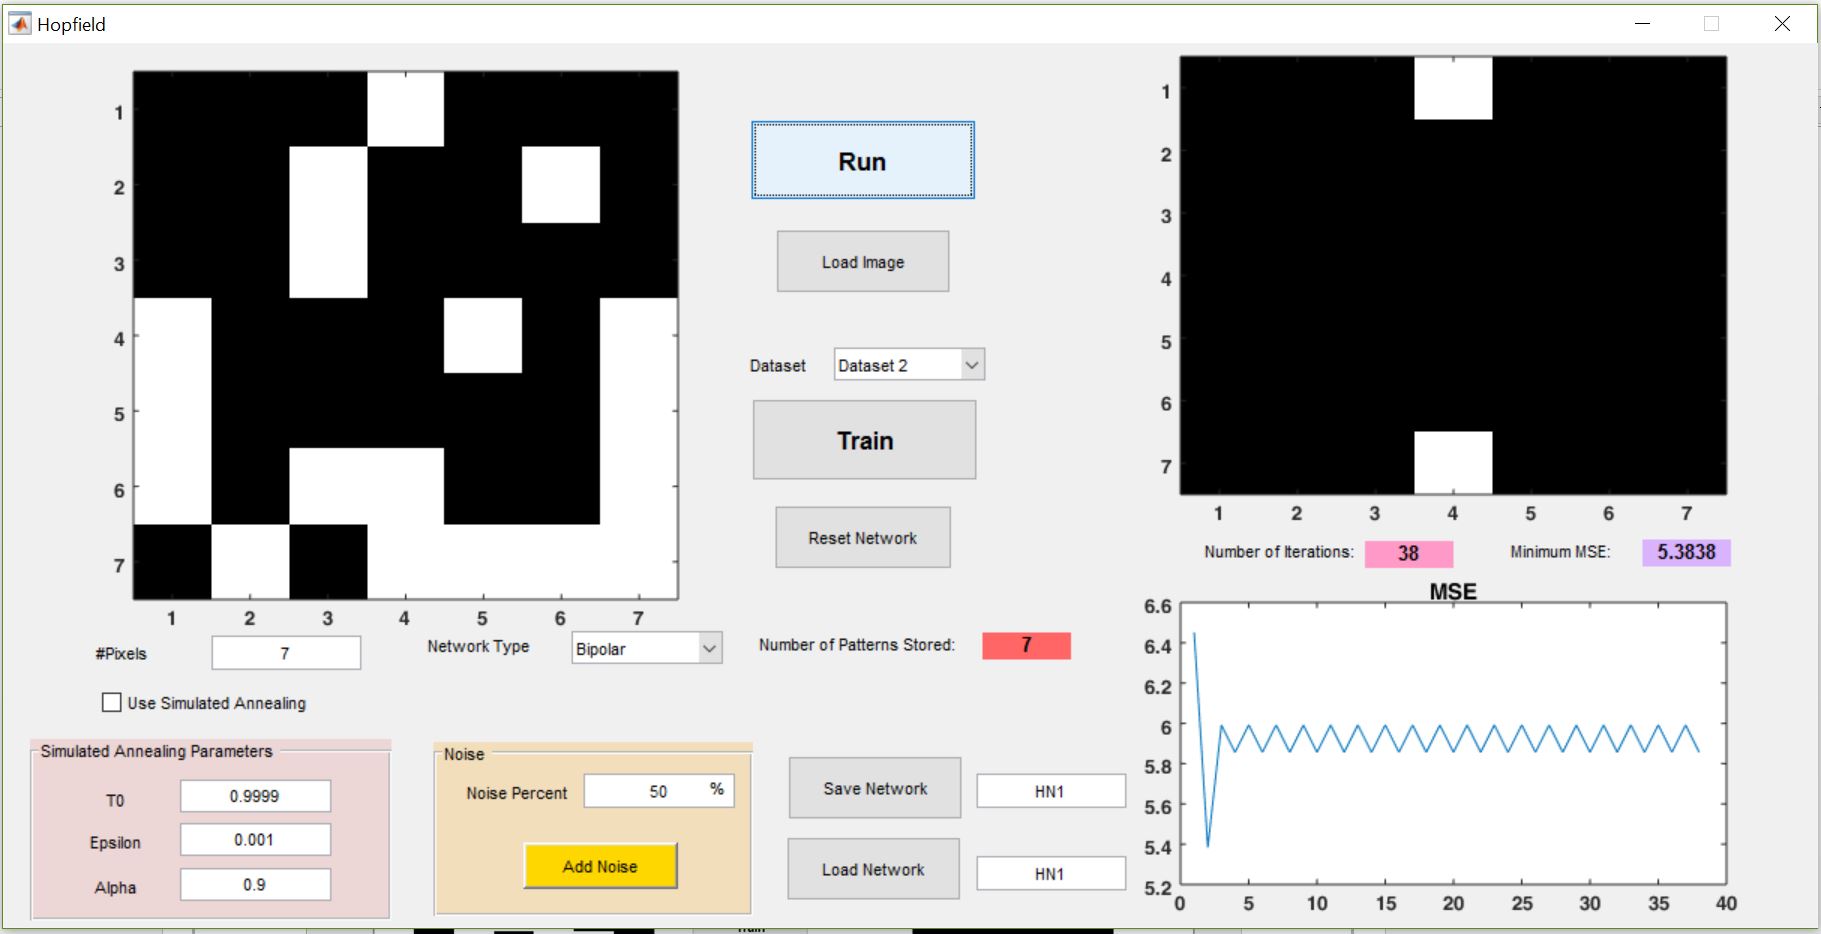 Hopfield
1
2
3
4
5
6
7
1 2 3 4 5 6 7
#Pixels 7
Network Type Bipolar
Use Simulated Annealing
Simulated Annealing Parameters
T0 0.9999
Epsilon 0.001
Alpha 0.9
Noise
Noise Percent 50 %
Add Noise
Run
Load Image
Dataset Dataset 2
Train
Reset Network
Number of Patterns Stored: 7
Save Network HN1
Load Network HN1
1
2
3
4
5
6
7
1 2 3 4 5 6 7
Number of Iterations: 38 Minimum MSE: 5.3838
MSE
6.6
6.4
6.2
6
5.8
5.6
5.4
5.2
0 5 10 15 20 25 30 35 40